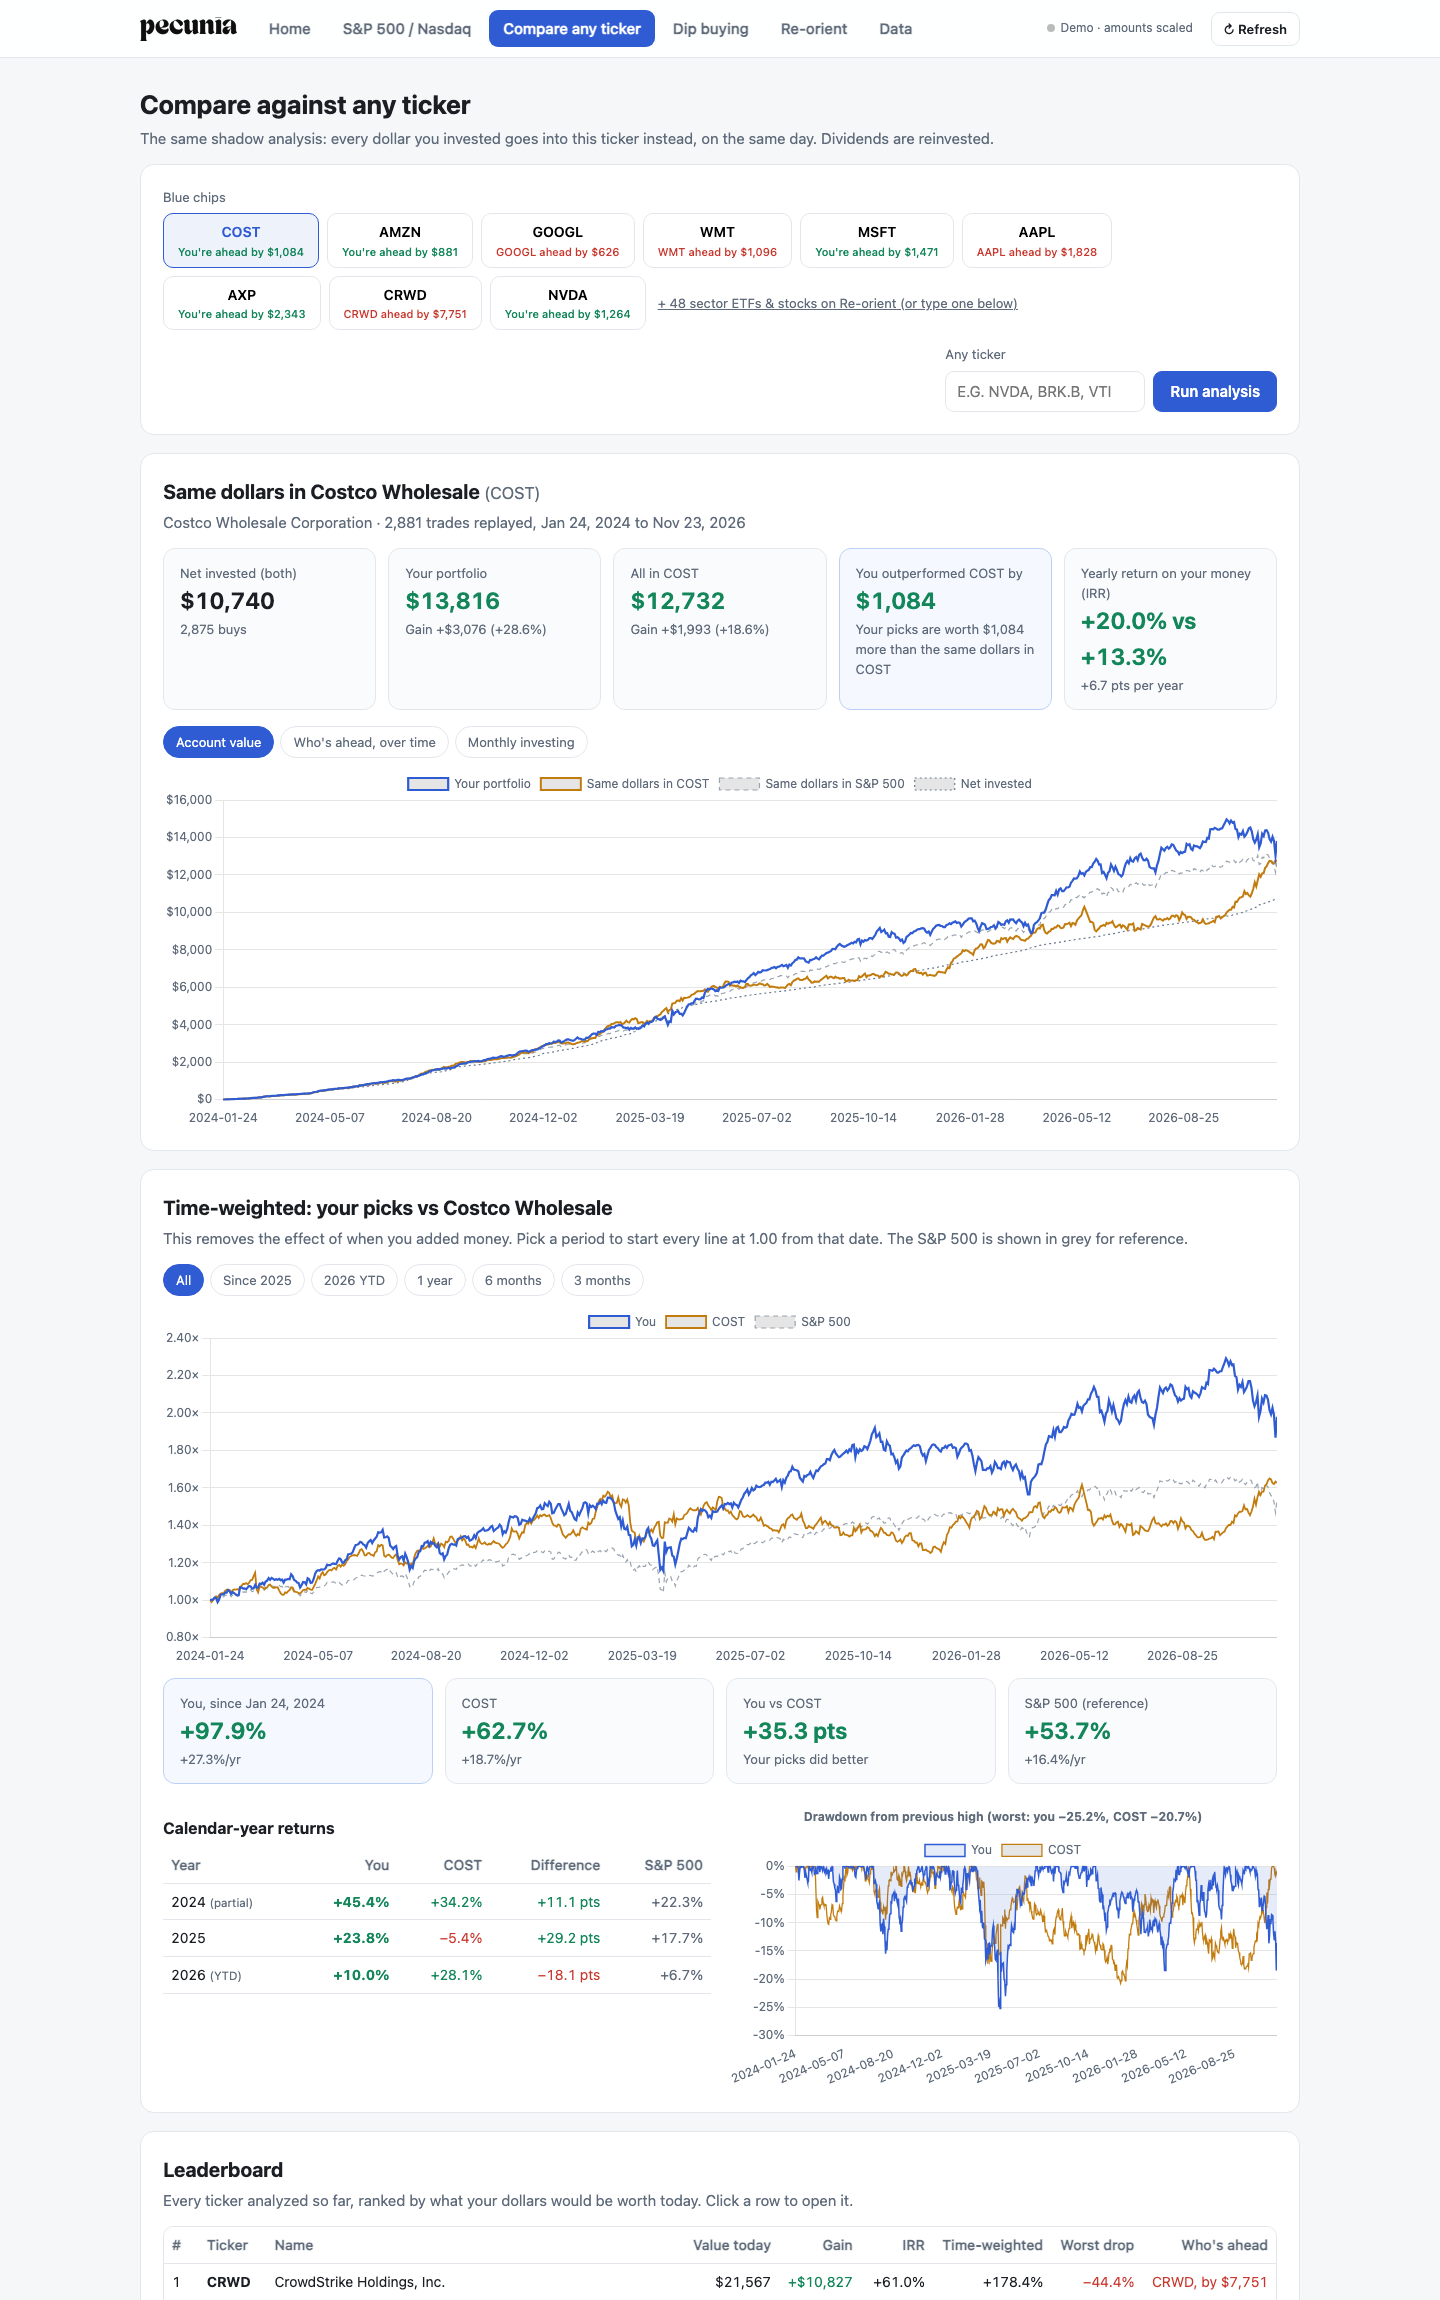 pecunia Home S&P 500 / Nasdaq Compare any ticker Dip buying Re-orient Data Demo · amounts scaled ↻ Refresh
Compare against any ticker
The same shadow analysis: every dollar you invested goes into this ticker instead, on the same day. Dividends are reinvested.
Blue chips
COST AMZN GOOGL WMT MSFT AAPL
You're ahead by $1,084 You're ahead by $881 GOOGL ahead by $626 WMT ahead by $1,096 You're ahead by $1,471 AAPL ahead by $1,828
AXP CRWD NVDA
You're ahead by $2,343 CRWD ahead by $7,751 You're ahead by $1,264
+ 48 sector ETFs & stocks on Re-orient (or type one below)
Any ticker
E.G. NVDA, BRK.B, VTI Run analysis
Same dollars in Costco Wholesale (COST)
Costco Wholesale Corporation · 2,881 trades replayed, Jan 24, 2024 to Nov 23, 2026
Net invested (both)
$10,740
2,875 buys
Your portfolio
$13,816
Gain +$3,076 (+28.6%)
All in COST
$12,732
Gain +$1,993 (+18.6%)
You outperformed COST by
$1,084
Your picks are worth $1,084
more than the same dollars in
COST
Yearly return on your money
(IRR)
+20.0% vs
+13.3%
+6.7 pts per year
Account value Who's ahead, over time Monthly investing
Your portfolio Same dollars in COST Same dollars in S&P 500 Net invested
$16,000
$14,000
$12,000
$10,000
$8,000
$6,000
$4,000
$2,000
$0
2024-01-24 2024-05-07 2024-08-20 2024-12-02 2025-03-19 2025-07-02 2025-10-14 2026-01-28 2026-05-12 2026-08-25
Time-weighted: your picks vs Costco Wholesale
This removes the effect of when you added money. Pick a period to start every line at 1.00 from that date. The S&P 500 is shown in grey for reference.
All Since 2025 2026 YTD 1 year 6 months 3 months
You COST S&P 500
2.40×
2.20×
2.00×
1.80×
1.60×
1.40×
1.20×
1.00×
0.80×
2024-01-24 2024-05-07 2024-08-20 2024-12-02 2025-03-19 2025-07-02 2025-10-14 2026-01-28 2026-05-12 2026-08-25
You, since Jan 24, 2024
+97.9%
+27.3%/yr
COST
+62.7%
+18.7%/yr
You vs COST
+35.3 pts
Your picks did better
S&P 500 (reference)
+53.7%
+16.4%/yr
Calendar-year returns
Year You COST Difference S&P 500
2024 (partial) +45.4% +34.2% +11.1 pts +22.3%
2025 +23.8% −5.4% +29.2 pts +17.7%
2026 (YTD) +10.0% +28.1% −18.1 pts +6.7%
Drawdown from previous high (worst: you −25.2%, COST −20.7%)
You COST
0%
-5%
-10%
-15%
-20%
-25%
-30%
2024-01-24 2024-05-07 2024-08-20 2024-12-02 2025-03-19 2025-07-02 2025-10-14 2026-01-28 2026-05-12 2026-08-25
Leaderboard
Every ticker analyzed so far, ranked by what your dollars would be worth today. Click a row to open it.
# Ticker Name Value today Gain IRR Time-weighted Worst drop Who's ahead
1 CRWD CrowdStrike Holdings, Inc. $21,567 +$10,827 +61.0% +178.4% −44.4% CRWD, by $7,751